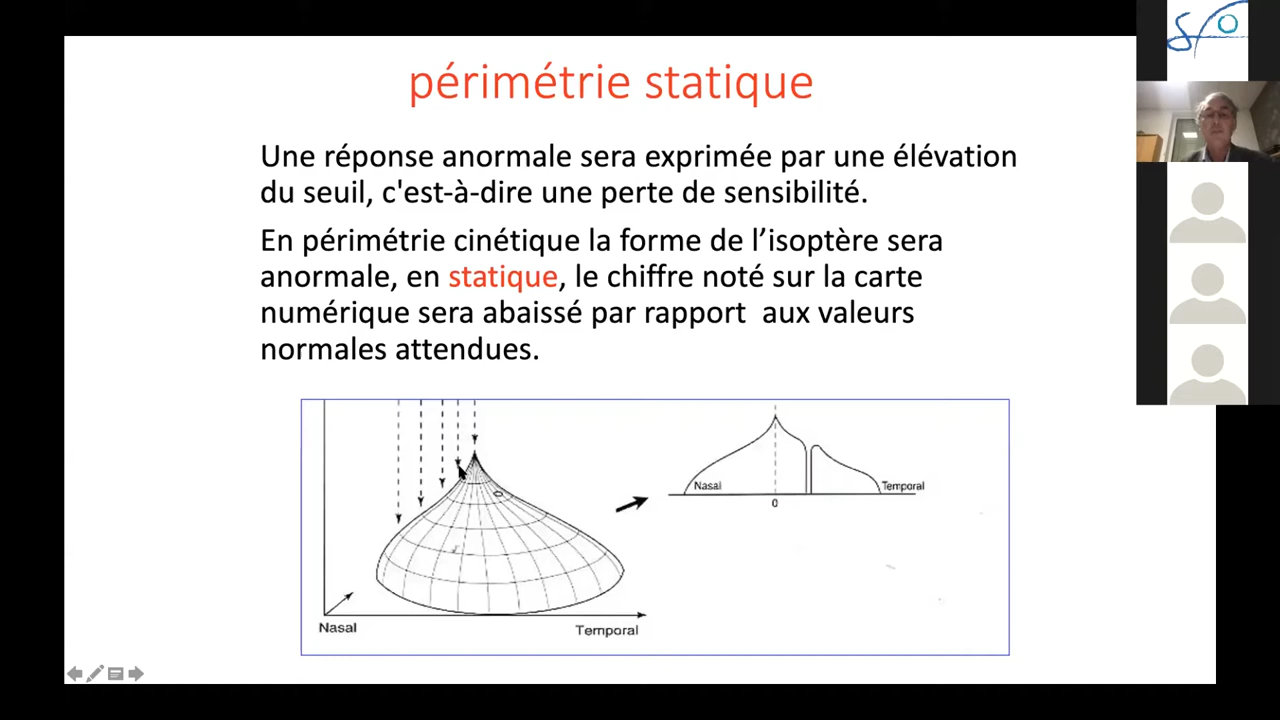 périmétrie statique
Une réponse anormale sera exprimée par une élévation
du seuil, c'est-à-dire une perte de sensibilité.
En périmétrie cinétique la forme de l’isoptère sera
anormale, en statique, le chiffre noté sur la carte
numérique sera abaissé par rapport aux valeurs
normales attendues.
Nasal
Temporal
Nasal
Temporal
0
sfo